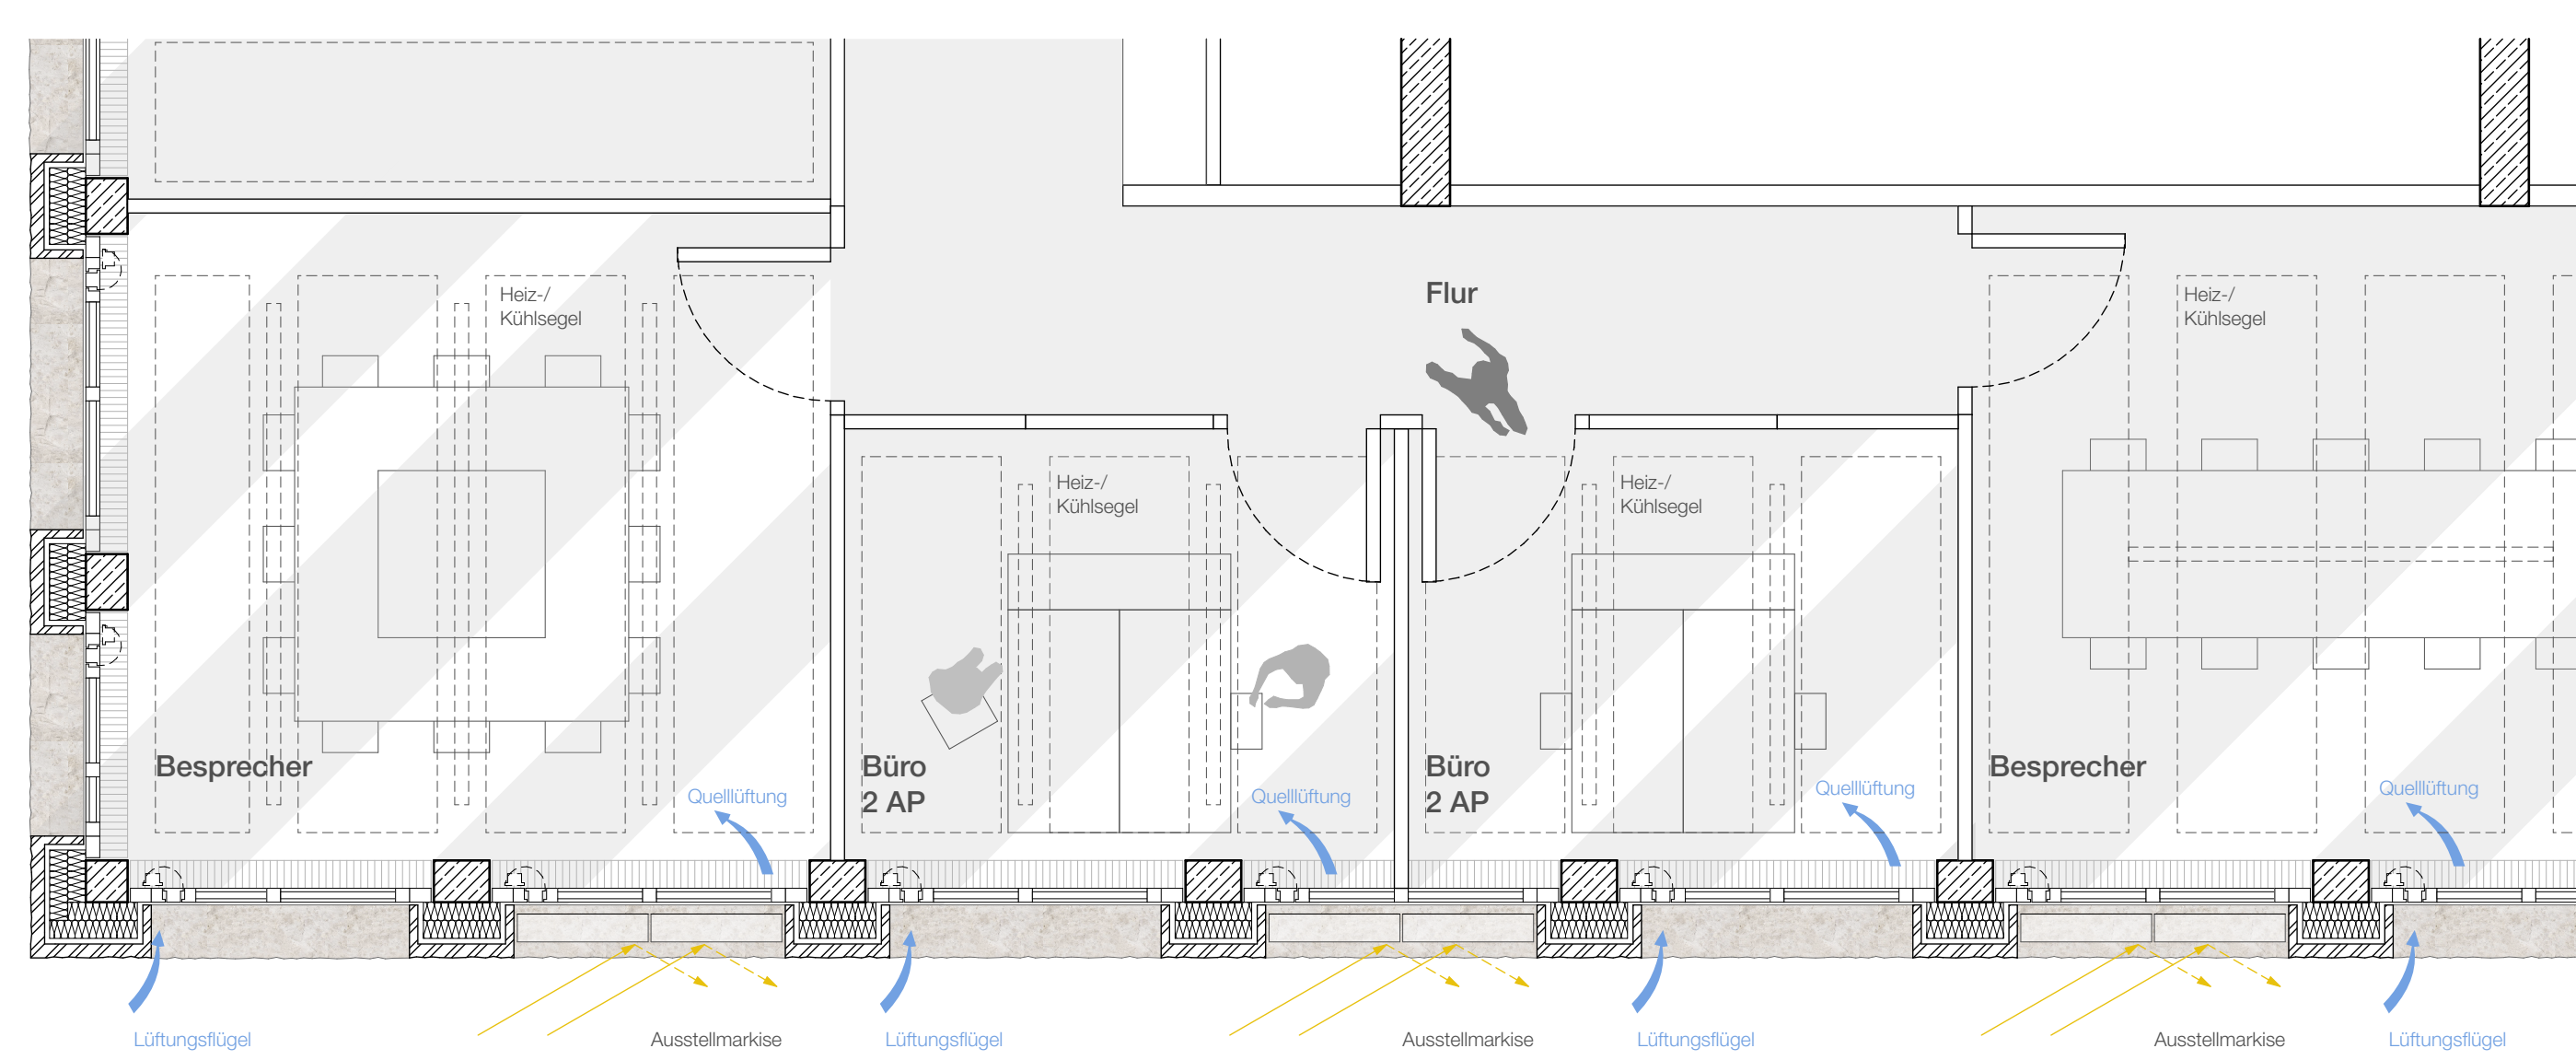 Flur
Heiz-/
Kühlsegel
Heiz-/
Kühlsegel
Heiz-/
Kühlsegel
Heiz-/
Kühlsegel
Besprecher
Büro
2 AP
Büro
2 AP
Besprecher
Quelllüftung
Quelllüftung
Quelllüftung
Quelllüftung
Lüftungsflügel
Ausstellmarkise
Lüftungsflügel
Ausstellmarkise
Lüftungsflügel
Ausstellmarkise
Lüftungsflügel